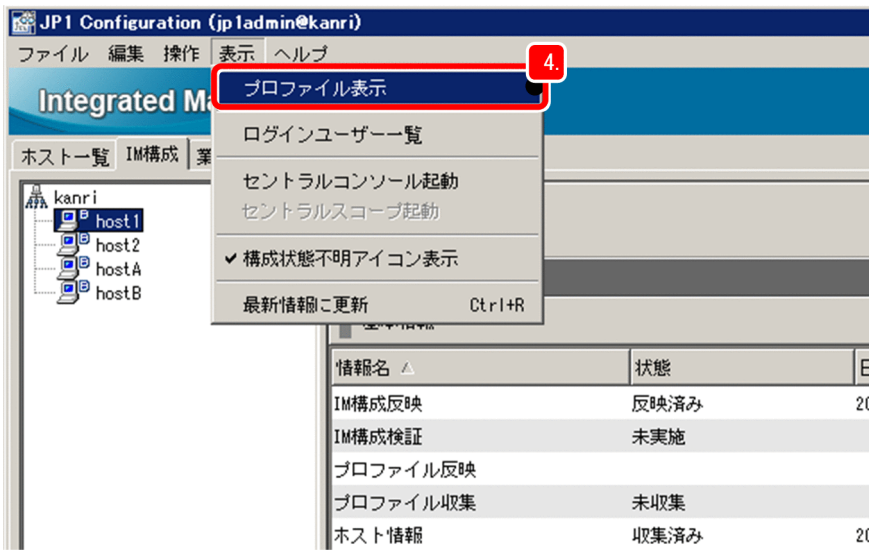 JP1 Configuration (jp1admin@kanri)
ファイル 編集 操作 表示 ヘルプ
4.
プロファイル表示
Integrated
ログインユーザー一覧
ホスト一覧 IM構成
セントラルコンソール起動
セントラルスコープ起動
kanri
host1
host2
構成状態不明アイコン表示
hostA
hostB
最新情報に更新 Ctrl+R
情報名 状態
IM構成反映 反映済み
IM構成検証 未実施
プロファイル反映
プロファイル収集 未収集
ホスト情報 収集済み